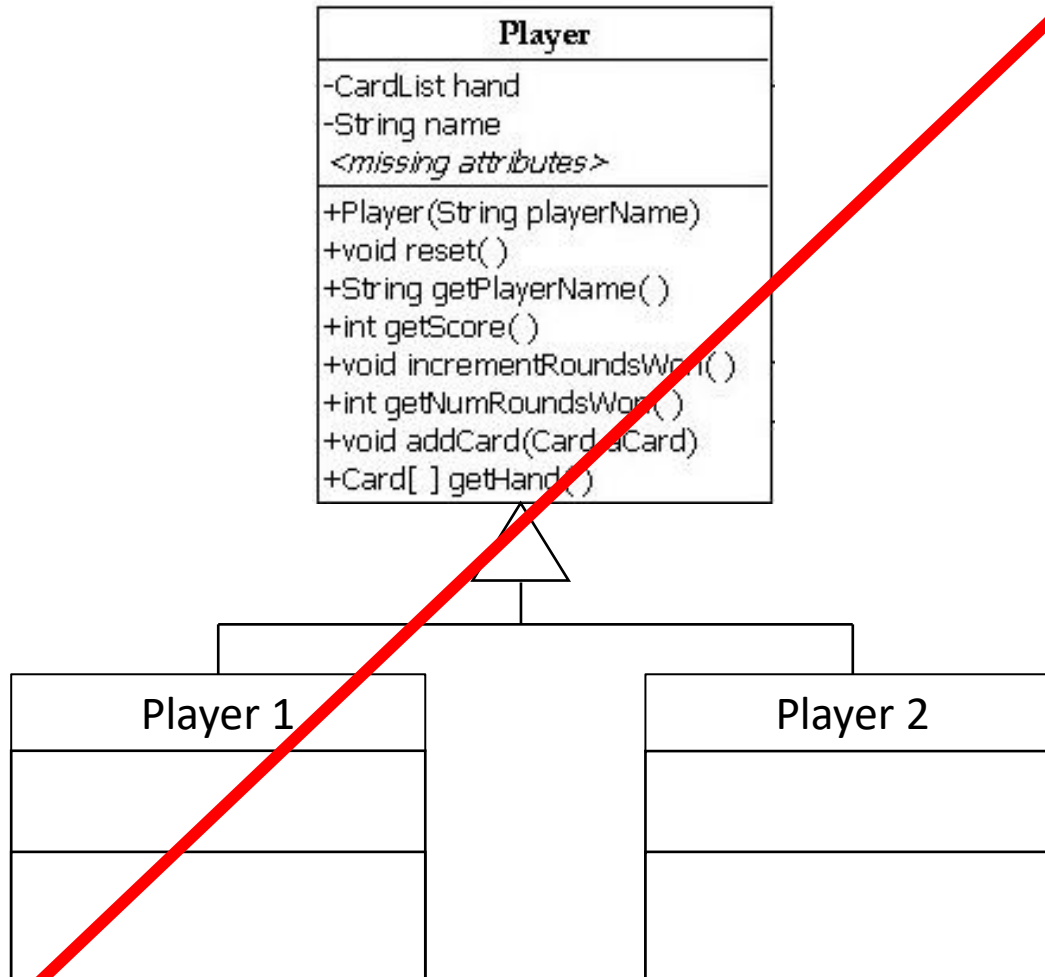 Player
-CardList hand
-String name
<missing attributes>
+Player(String playerName)
+void reset( )
+String getPlayerName( )
+int getScore( )
+void incrementRoundsWon( )
+int getNumRoundsWon( )
+void addCard(Card aCard)
+Card[ ] getHand( )
Player 1
Player 2